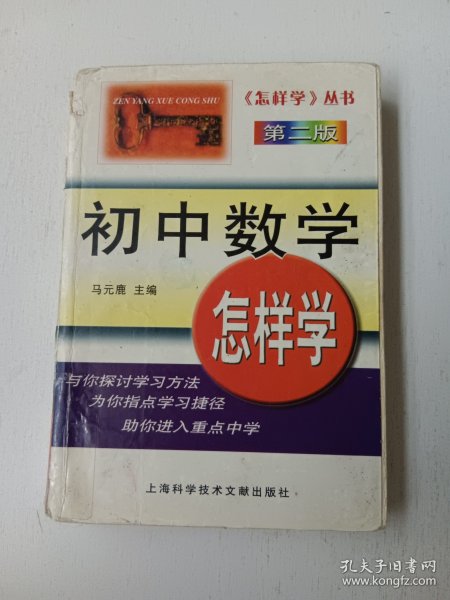 ZEN YANG XUE CONG SHU
《怎样学》丛书
第二版
初中数学
马元鹿 主编
怎样学
与你探讨学习方法
为你指点学习捷径
助你进入重点中学
上海科学技术文献出版社
孔夫子旧书网
www.kongfz.com